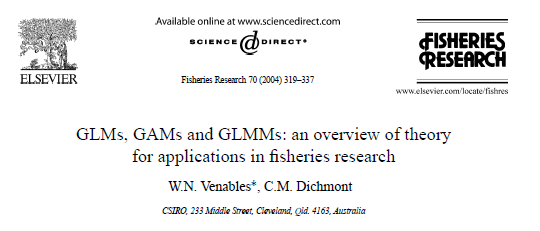 Available online at www.sciencedirect.com
SCIENCE DIRECT®
ELSEVIER
Fisheries Research 70 (2004) 319–337
FISHERIES
RESEARCH
www.elsevier.com/locate/fishres
GLMs, GAMs and GLMMs: an overview of theory
for applications in fisheries research
W.N. Venables*, C.M. Dichmont
CSIRO, 233 Middle Street, Cleveland, Qld. 4163, Australia